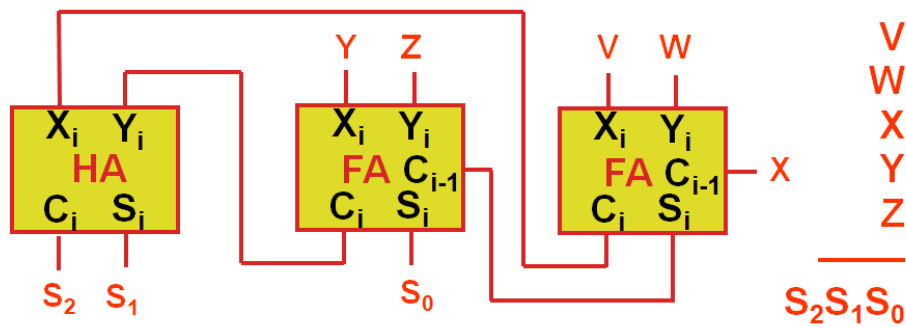 Y Z V W V
W
Xᵢ Yᵢ Xᵢ Yᵢ Xᵢ Yᵢ X
HA FA Cᵢ₋₁ FA Cᵢ₋₁ X Y
Cᵢ Sᵢ Cᵢ Sᵢ Cᵢ Sᵢ Z
S₂ S₁ S₀ S₂S₁S₀